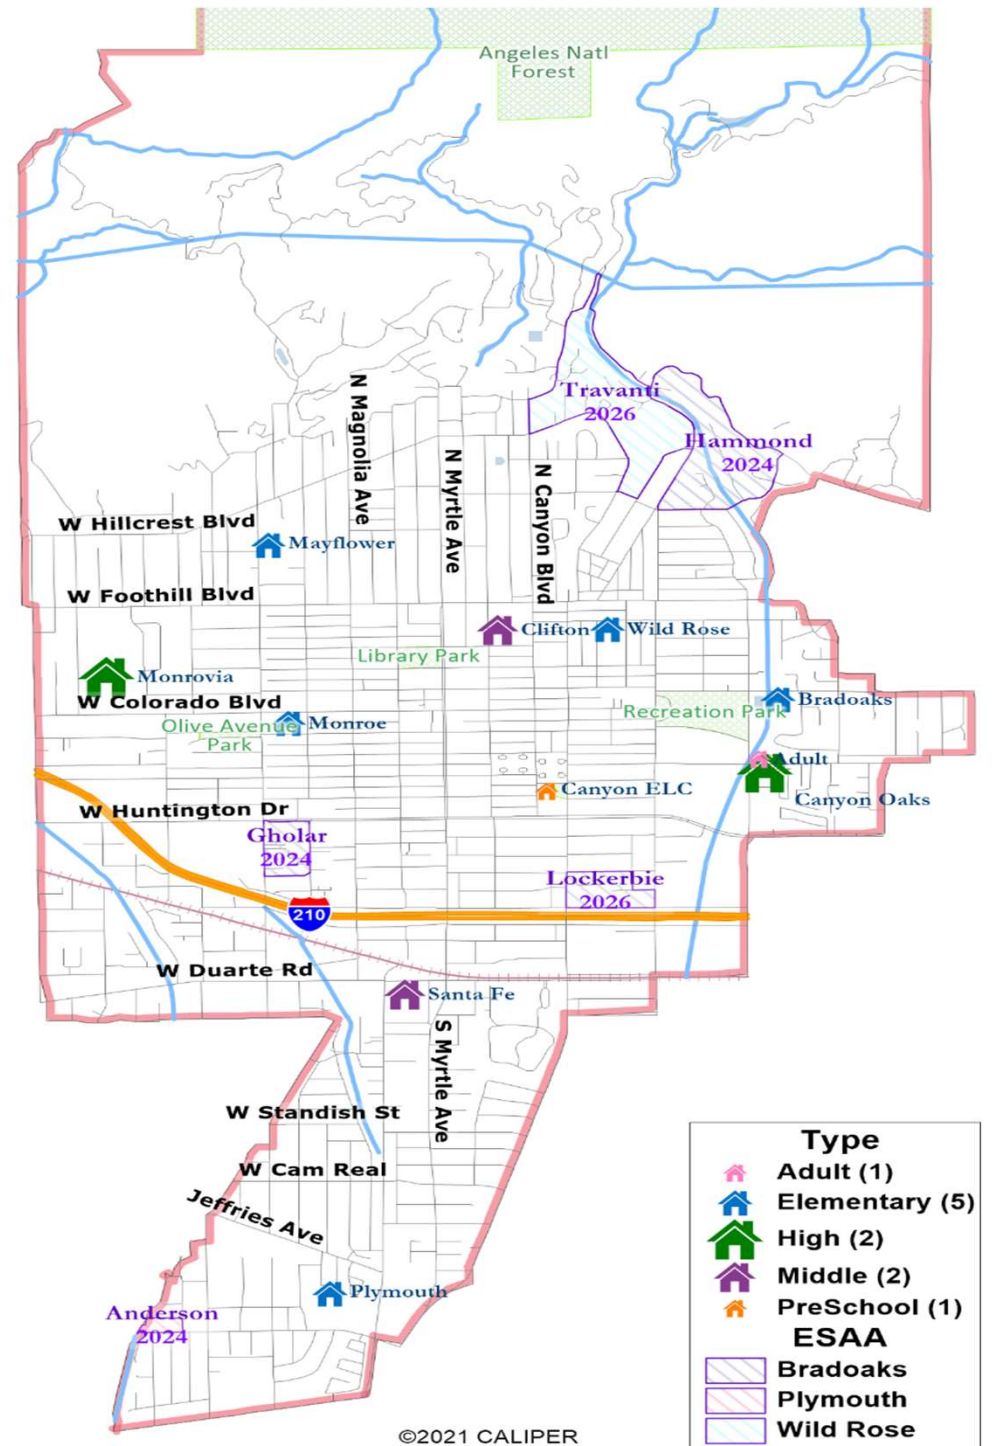 Angeles Natl
Forest
Travanti
2026
Hammond
2024
N Magnolia Ave
N Myrtle Ave
N Canyon Blvd
W Hillcrest Blvd
Mayflower
W Foothill Blvd
Clifton
Wild Rose
Library Park
Monrovia
W Colorado Blvd
Bradoaks
Recreation Park
Olive Avenue
Park
Monroe
Adult
Canyon ELC
Canyon Oaks
W Huntington Dr
Gholar
2024
Lockerbie
2026
210
W Duarte Rd
Santa Fe
S Myrtle Ave
W Standish St
W Cam Real
Jeffries Ave
Plymouth
Anderson
2024
Type
Adult (1)
Elementary (5)
High (2)
Middle (2)
PreSchool (1)
ESAA
Bradoaks
Plymouth
Wild Rose
©2021 CALIPER